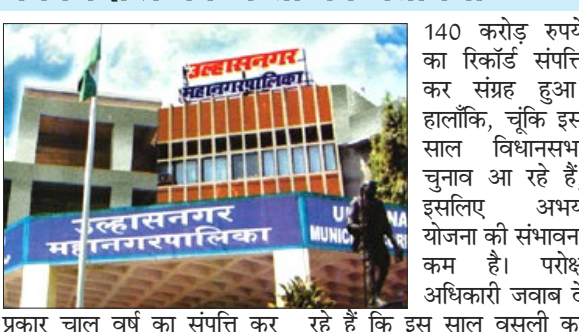 उल्हासनगर
महानगरपालिका
उल्हासनगर
महानगरपालिका
140 करोड़ रुपये
का रिकॉर्ड संपत्ति
कर संग्रह हुआ
हालाँकि, चूंकि इस
साल विधानसभा
चुनाव आ रहे हैं,
इसलिए अभय
योजना की संभावना
कम है। परोक्ष
अधिकारी जवाब दे
प्रकार चालू वर्ष का संपत्ति कर
रहे हैं कि इस साल वसूली का